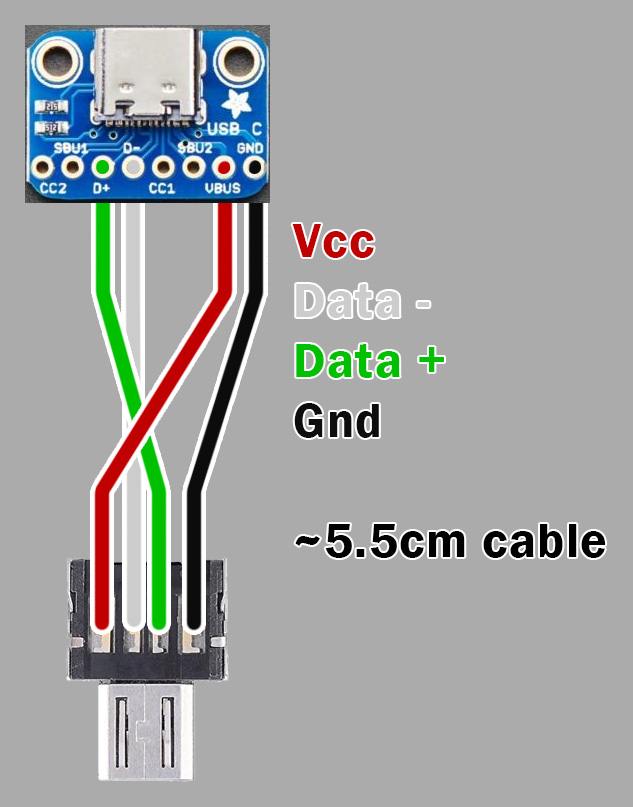 USB C
SBU1 D- SBU2 GND
CC2 D+ CC1 VBUS
Vcc
Data -
Data +
Gnd
~5.5cm cable